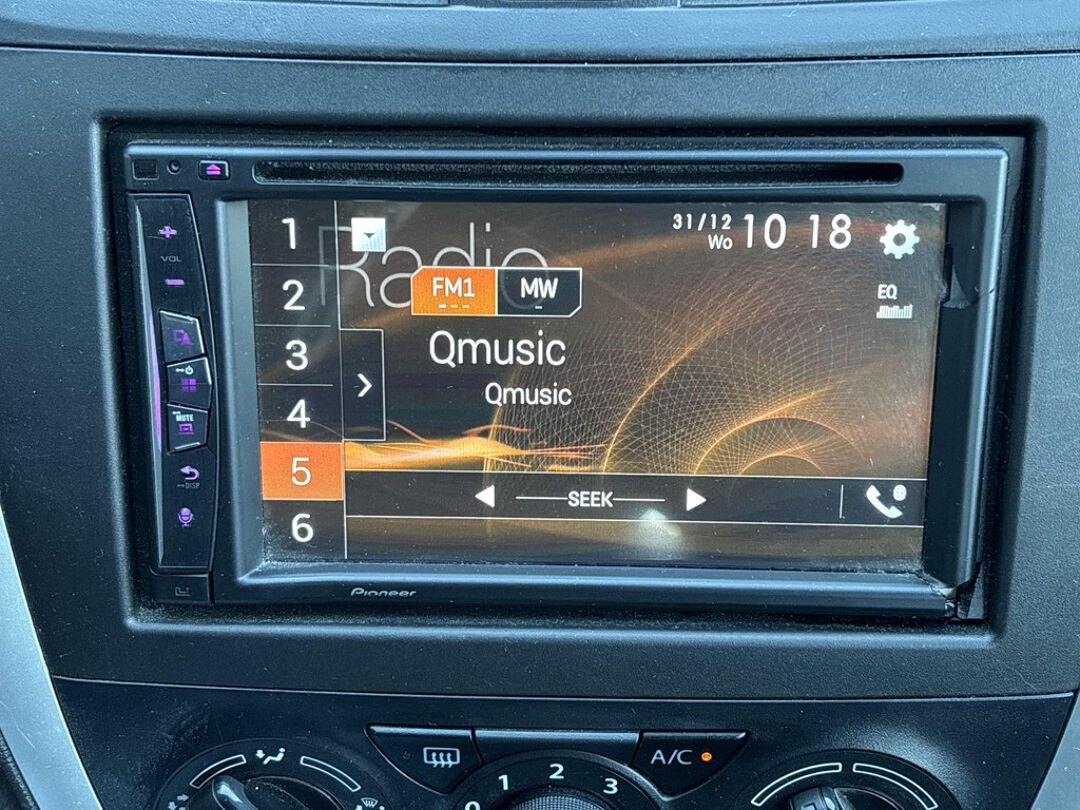 VOL
MUTE
DISP
1
2
3
4
5
6
Radio
31/12
Wo
10 18
FM1
MW
EQ
Qmusic
Qmusic
SEEK
Pioneer
A/C
0
1
2
3